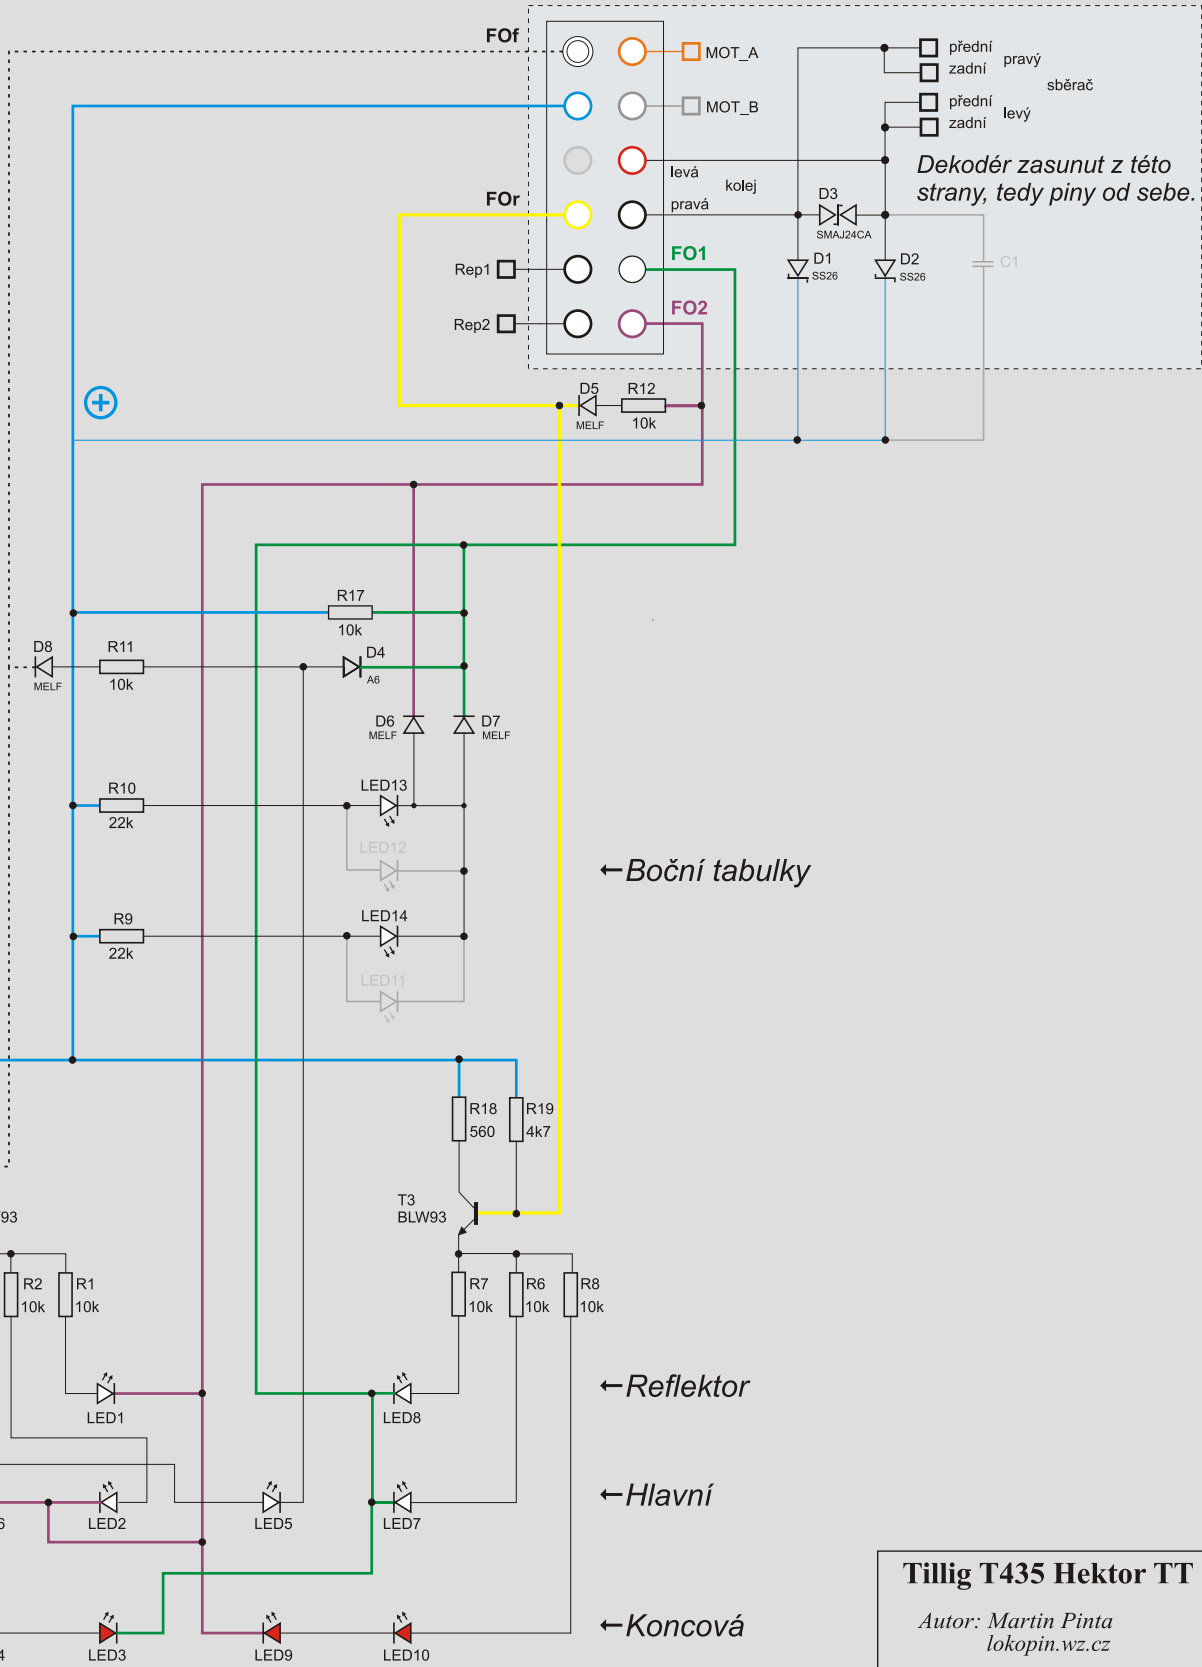 FOf
MOT_A
přední
pravý
zadní
sběrač
MOT_B
přední
levý
zadní
levá
kolej
Dekodér zasunut z této
strany, tedy piny od sebe.
FOr
pravá
D3
SMAJ24CA
FO1
D1
SS26
D2
SS26
C1
Rep1
FO2
Rep2
D5
MELF
R12
10k
R17
10k
D8
MELF
R11
10k
D4
A6
D6
MELF
D7
MELF
R10
22k
LED13
LED12
←Boční tabulky
R9
22k
LED14
LED11
R18
560
R19
4k7
T3
BLW93
93
R2
10k
R1
10k
R7
10k
R6
10k
R8
10k
←Reflektor
LED1
LED8
←Hlavní
6
LED2
LED5
LED7
Tillig T435 Hektor TT
Autor: Martin Pinta
lokopin.wz.cz
←Koncová
4
LED3
LED9
LED10